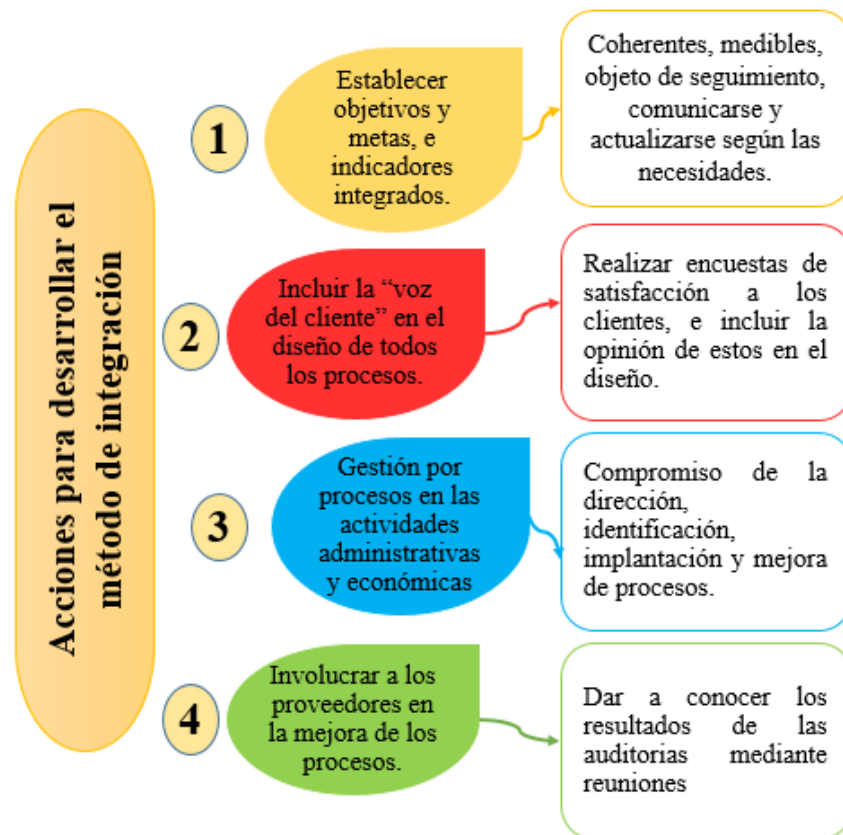 Acciones para desarrollar el
método de integración
1
Establecer
objetivos y
metas, e
indicadores
integrados.
Coherentes, medibles,
objeto de seguimiento,
comunicarse y
actualizarse según las
necesidades.
2
Incluir la “voz
del cliente” en el
diseño de todos
los procesos.
Realizar encuestas de
satisfacción a los
clientes, e incluir la
opinión de estos en el
diseño.
3
Gestión por
procesos en las
actividades
administrativas
y económicas
Compromiso de la
dirección,
identificación,
implantación y mejora
de procesos.
4
Involucrar a los
proveedores en
la mejora de los
procesos.
Dar a conocer los
resultados de las
auditorias mediante
reuniones